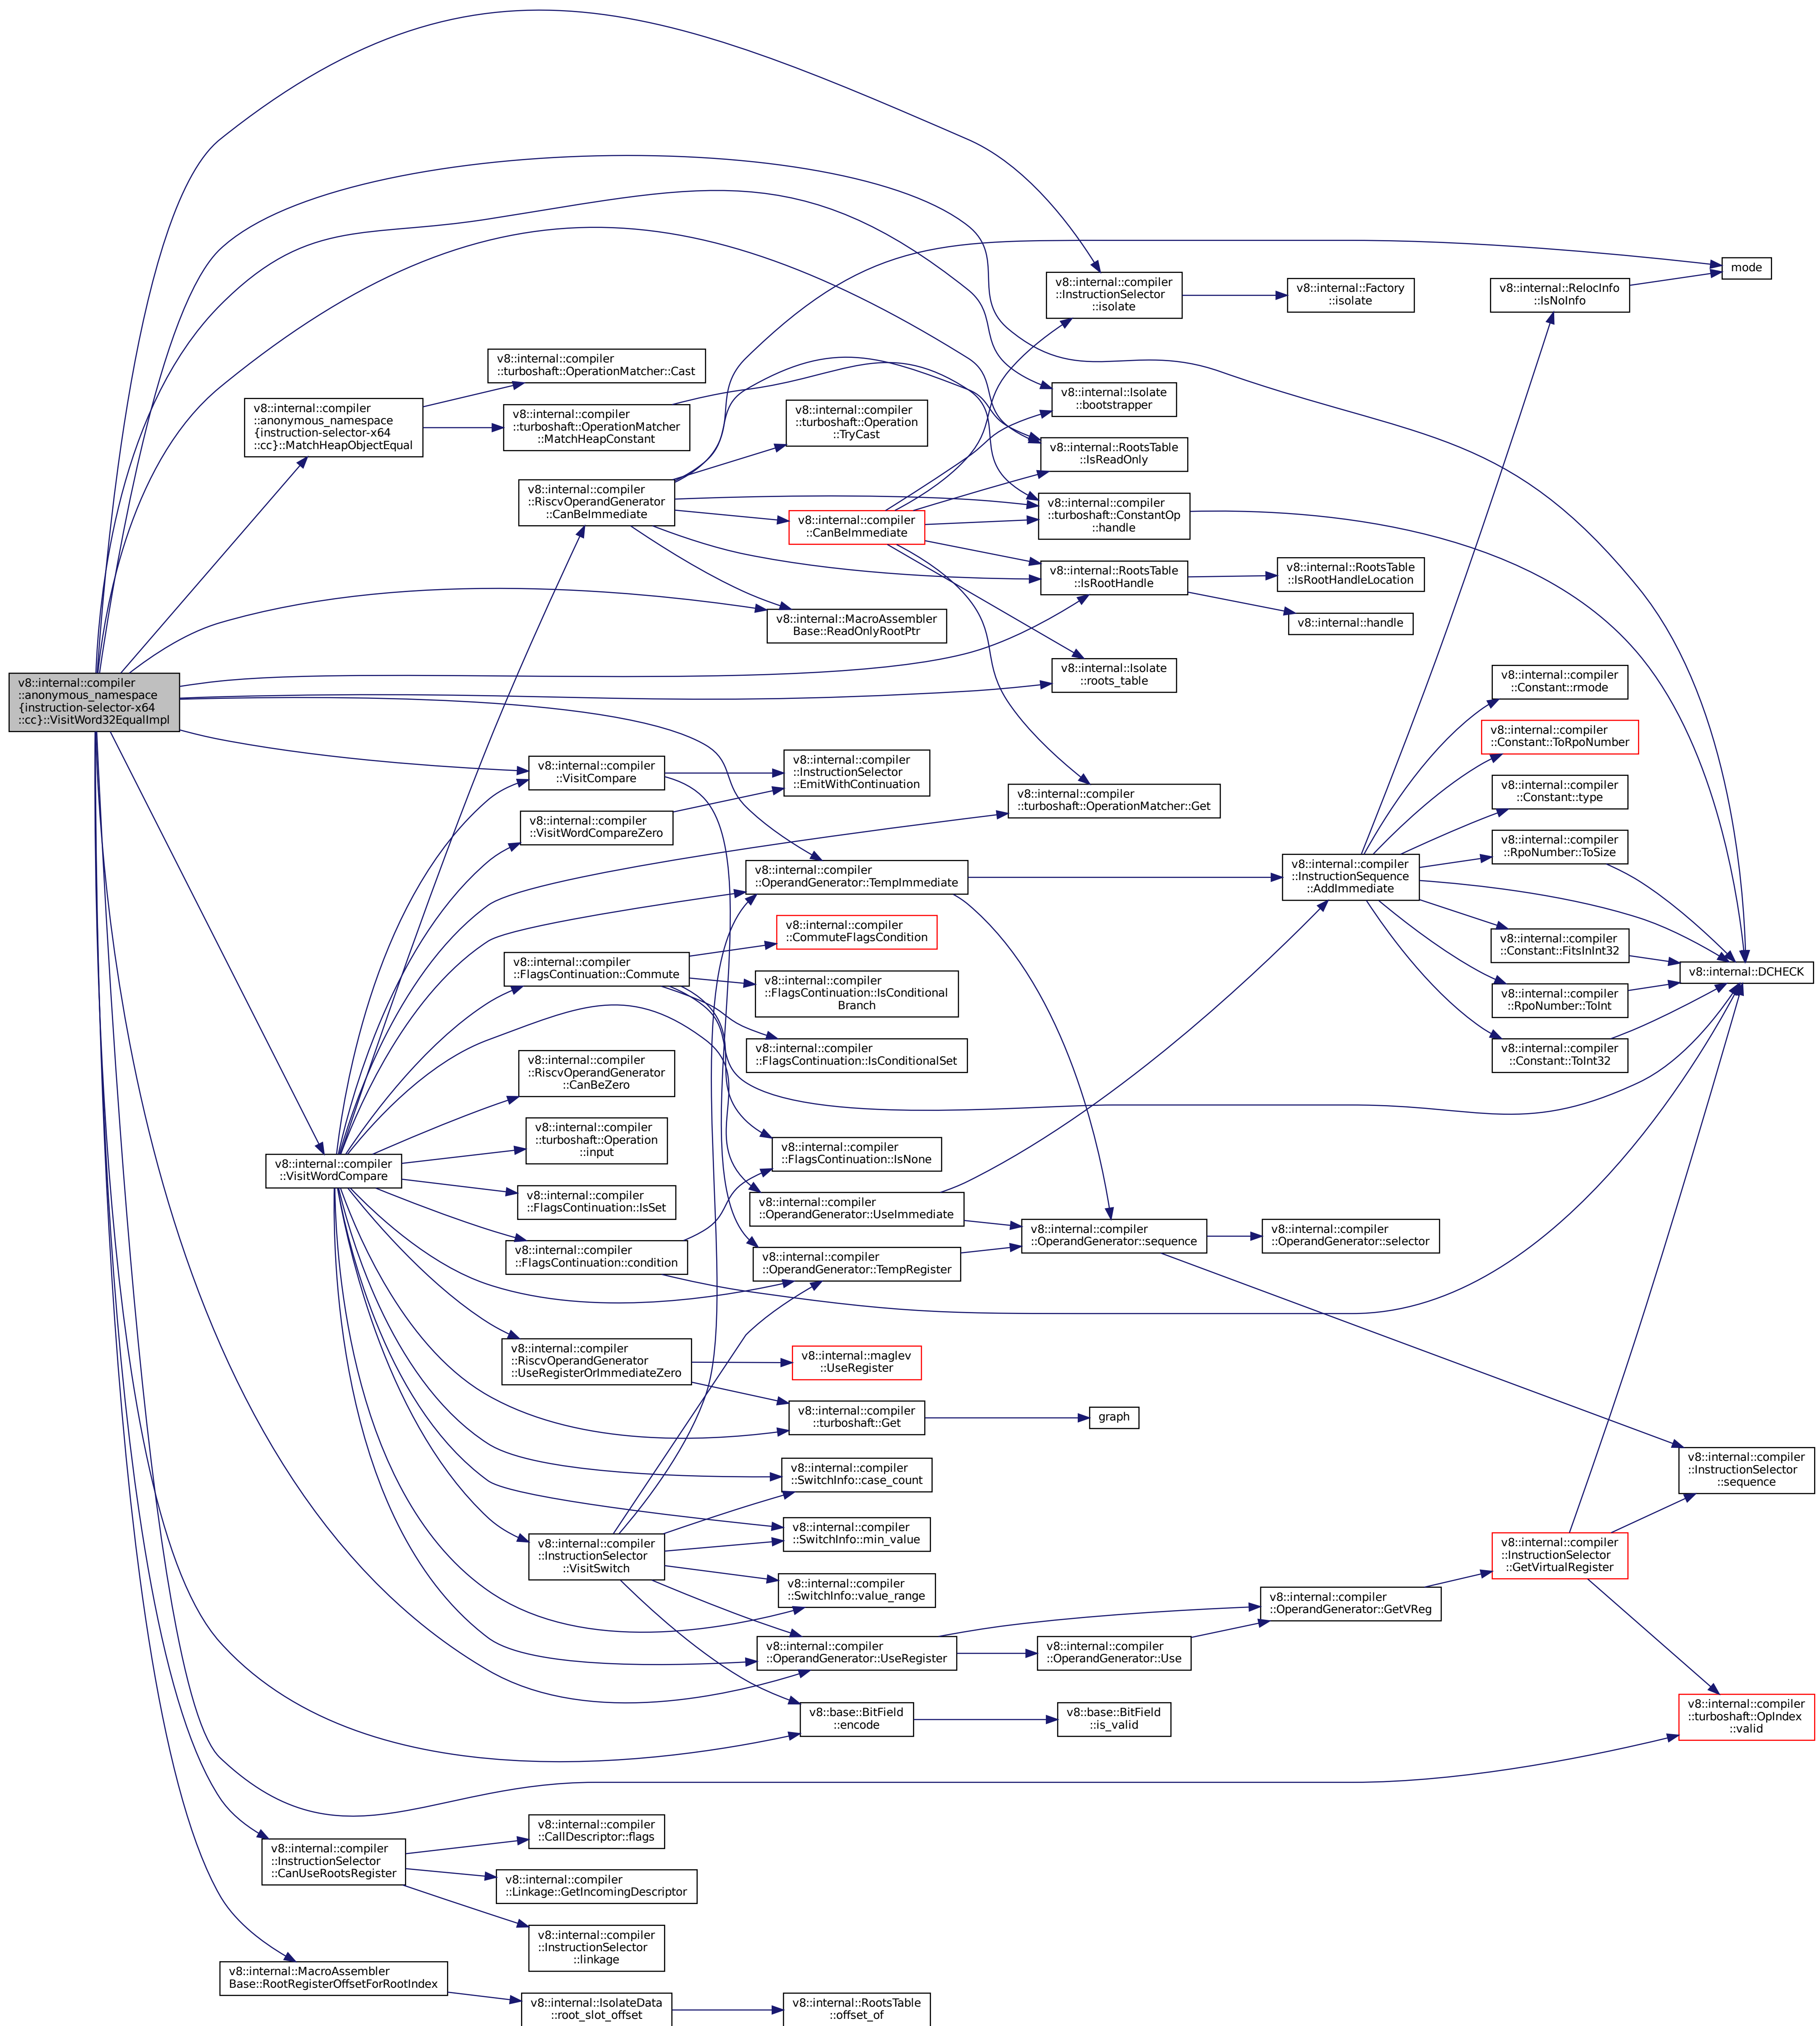 v8::internal::compiler
::InstructionSelector
::isolate
v8::internal::Factory
::isolate
v8::internal::RelocInfo
::IsNoInfo
mode
v8::internal::compiler
::turboshaft::OperationMatcher::Cast
v8::internal::compiler
::anonymous_namespace
{instruction-selector-x64
::cc}::MatchHeapObjectEqual
v8::internal::compiler
::turboshaft::OperationMatcher
::MatchHeapConstant
v8::internal::compiler
::turboshaft::Operation
::TryCast
v8::internal::Isolate
::bootstrapper
v8::internal::RootsTable
::IsReadOnly
v8::internal::compiler
::RiscvOperandGenerator
::CanBeImmediate
v8::internal::compiler
::CanBeImmediate
v8::internal::compiler
::turboshaft::ConstantOp
::handle
v8::internal::RootsTable
::IsRootHandle
v8::internal::RootsTable
::IsRootHandleLocation
v8::internal::handle
v8::internal::MacroAssembler
Base::ReadOnlyRootPtr
v8::internal::Isolate
::roots_table
v8::internal::compiler
::anonymous_namespace
{instruction-selector-x64
::cc}::VisitWord32EqualImpl
v8::internal::compiler
::Constant::rmode
v8::internal::compiler
::Constant::ToRpoNumber
v8::internal::compiler
::VisitCompare
v8::internal::compiler
::InstructionSelector
::EmitWithContinuation
v8::internal::compiler
::turboshaft::OperationMatcher::Get
v8::internal::compiler
::Constant::type
v8::internal::compiler
::VisitWordCompareZero
v8::internal::compiler
::RpoNumber::ToSize
v8::internal::compiler
::OperandGenerator::TempImmediate
v8::internal::compiler
::InstructionSequence
::AddImmediate
v8::internal::compiler
::CommuteFlagsCondition
v8::internal::compiler
::Constant::FitsInInt32
v8::internal::compiler
::FlagsContinuation::Commute
v8::internal::compiler
::FlagsContinuation::IsConditional
Branch
v8::internal::DCHECK
v8::internal::compiler
::RpoNumber::ToInt
v8::internal::compiler
::FlagsContinuation::IsConditionalSet
v8::internal::compiler
::Constant::ToInt32
v8::internal::compiler
::RiscvOperandGenerator
::CanBeZero
v8::internal::compiler
::turboshaft::Operation
::input
v8::internal::compiler
::FlagsContinuation::IsNone
v8::internal::compiler
::VisitWordCompare
v8::internal::compiler
::FlagsContinuation::IsSet
v8::internal::compiler
::OperandGenerator::UseImmediate
v8::internal::compiler
::OperandGenerator::sequence
v8::internal::compiler
::OperandGenerator::selector
v8::internal::compiler
::FlagsContinuation::condition
v8::internal::compiler
::OperandGenerator::TempRegister
v8::internal::compiler
::RiscvOperandGenerator
::UseRegisterOrImmediateZero
v8::internal::maglev
::UseRegister
v8::internal::compiler
::turboshaft::Get
graph
v8::internal::compiler
::SwitchInfo::case_count
v8::internal::compiler
::InstructionSelector
::sequence
v8::internal::compiler
::SwitchInfo::min_value
v8::internal::compiler
::InstructionSelector
::VisitSwitch
v8::internal::compiler
::InstructionSelector
::GetVirtualRegister
v8::internal::compiler
::SwitchInfo::value_range
v8::internal::compiler
::OperandGenerator::GetVReg
v8::internal::compiler
::OperandGenerator::UseRegister
v8::internal::compiler
::OperandGenerator::Use
v8::base::BitField
::encode
v8::base::BitField
::is_valid
v8::internal::compiler
::turboshaft::OpIndex
::valid
v8::internal::compiler
::CallDescriptor::flags
v8::internal::compiler
::InstructionSelector
::CanUseRootsRegister
v8::internal::compiler
::Linkage::GetIncomingDescriptor
v8::internal::compiler
::InstructionSelector
::linkage
v8::internal::MacroAssembler
Base::RootRegisterOffsetForRootIndex
v8::internal::IsolateData
::root_slot_offset
v8::internal::RootsTable
::offset_of